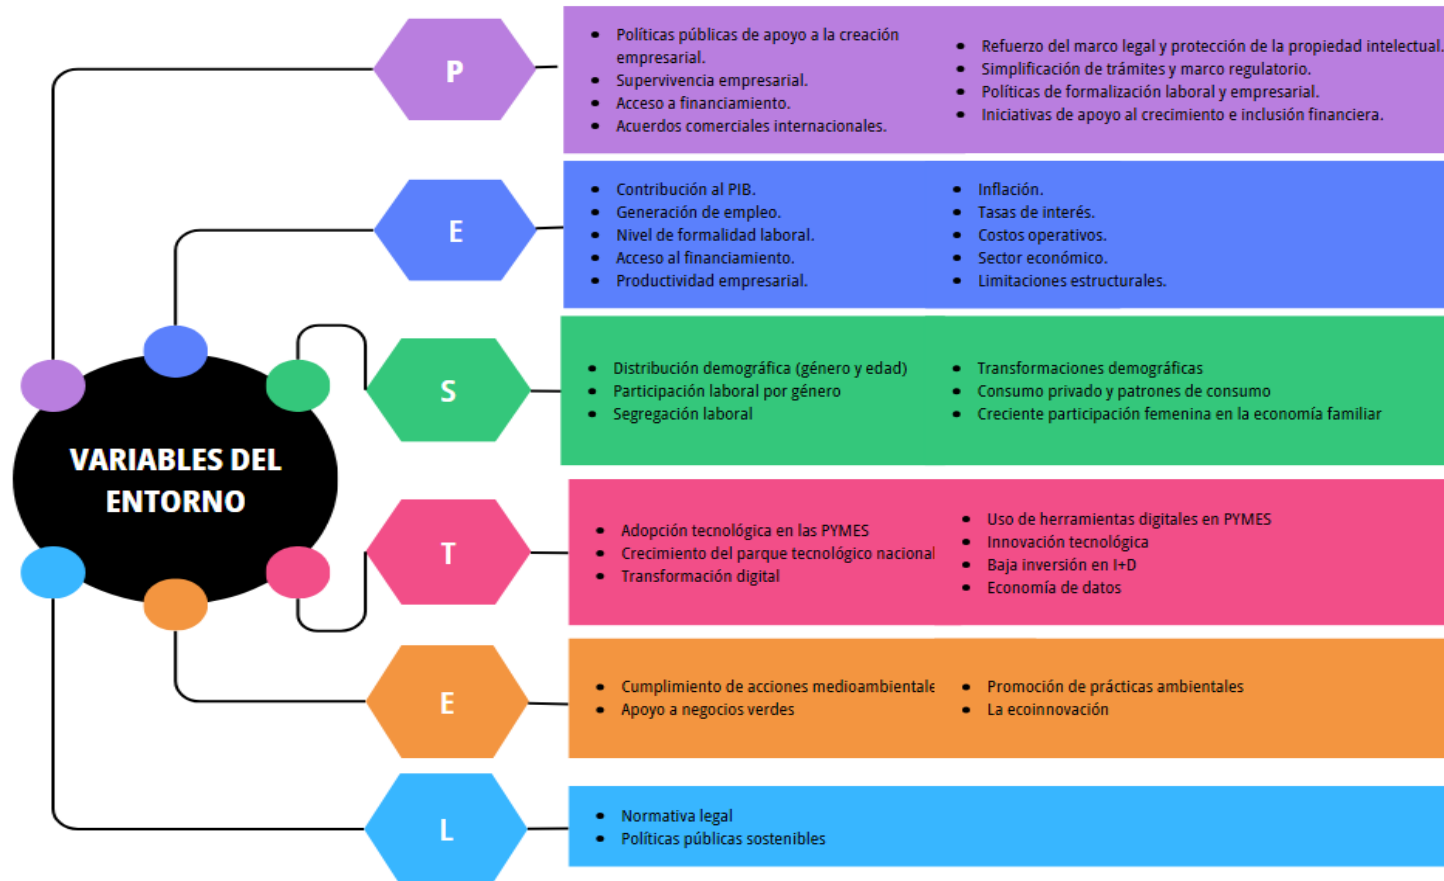 P
• Políticas públicas de apoyo a la creación
empresarial.
• Supervivencia empresarial.
• Acceso a financiamiento.
• Acuerdos comerciales internacionales.
• Refuerzo del marco legal y protección de la propiedad intelectual.
• Simplificación de trámites y marco regulatorio.
• Políticas de formalización laboral y empresarial.
• Iniciativas de apoyo al crecimiento e inclusión financiera.
E
• Contribución al PIB.
• Generación de empleo.
• Nivel de formalidad laboral.
• Acceso al financiamiento.
• Productividad empresarial.
• Inflación.
• Tasas de interés.
• Costos operativos.
• Sector económico.
• Limitaciones estructurales.
S
• Distribución demográfica (género y edad)
• Participación laboral por género
• Segregación laboral
• Transformaciones demográficas
• Consumo privado y patrones de consumo
• Creciente participación femenina en la economía familiar
VARIABLES DEL
ENTORNO
T
• Adopción tecnológica en las PYMES
• Crecimiento del parque tecnológico nacional
• Transformación digital
• Uso de herramientas digitales en PYMES
• Innovación tecnológica
• Baja inversión en I+D
• Economía de datos
E
• Cumplimiento de acciones medioambientale
• Apoyo a negocios verdes
• Promoción de prácticas ambientales
• La ecoinnovación
L
• Normativa legal
• Políticas públicas sostenibles